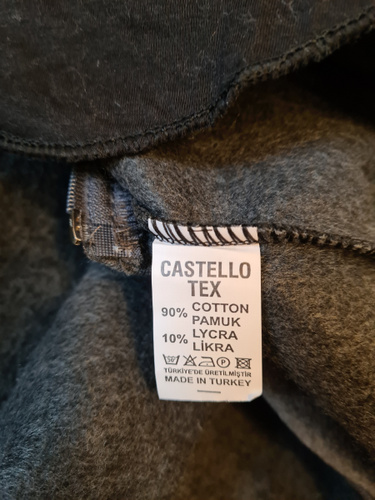 CASTELLO
TEX
90% COTTON
PAMUK
10% LYCRA
LİKRA
TÜRKİYE'DE ÜRETİLMİŞTİR
MADE IN TURKEY